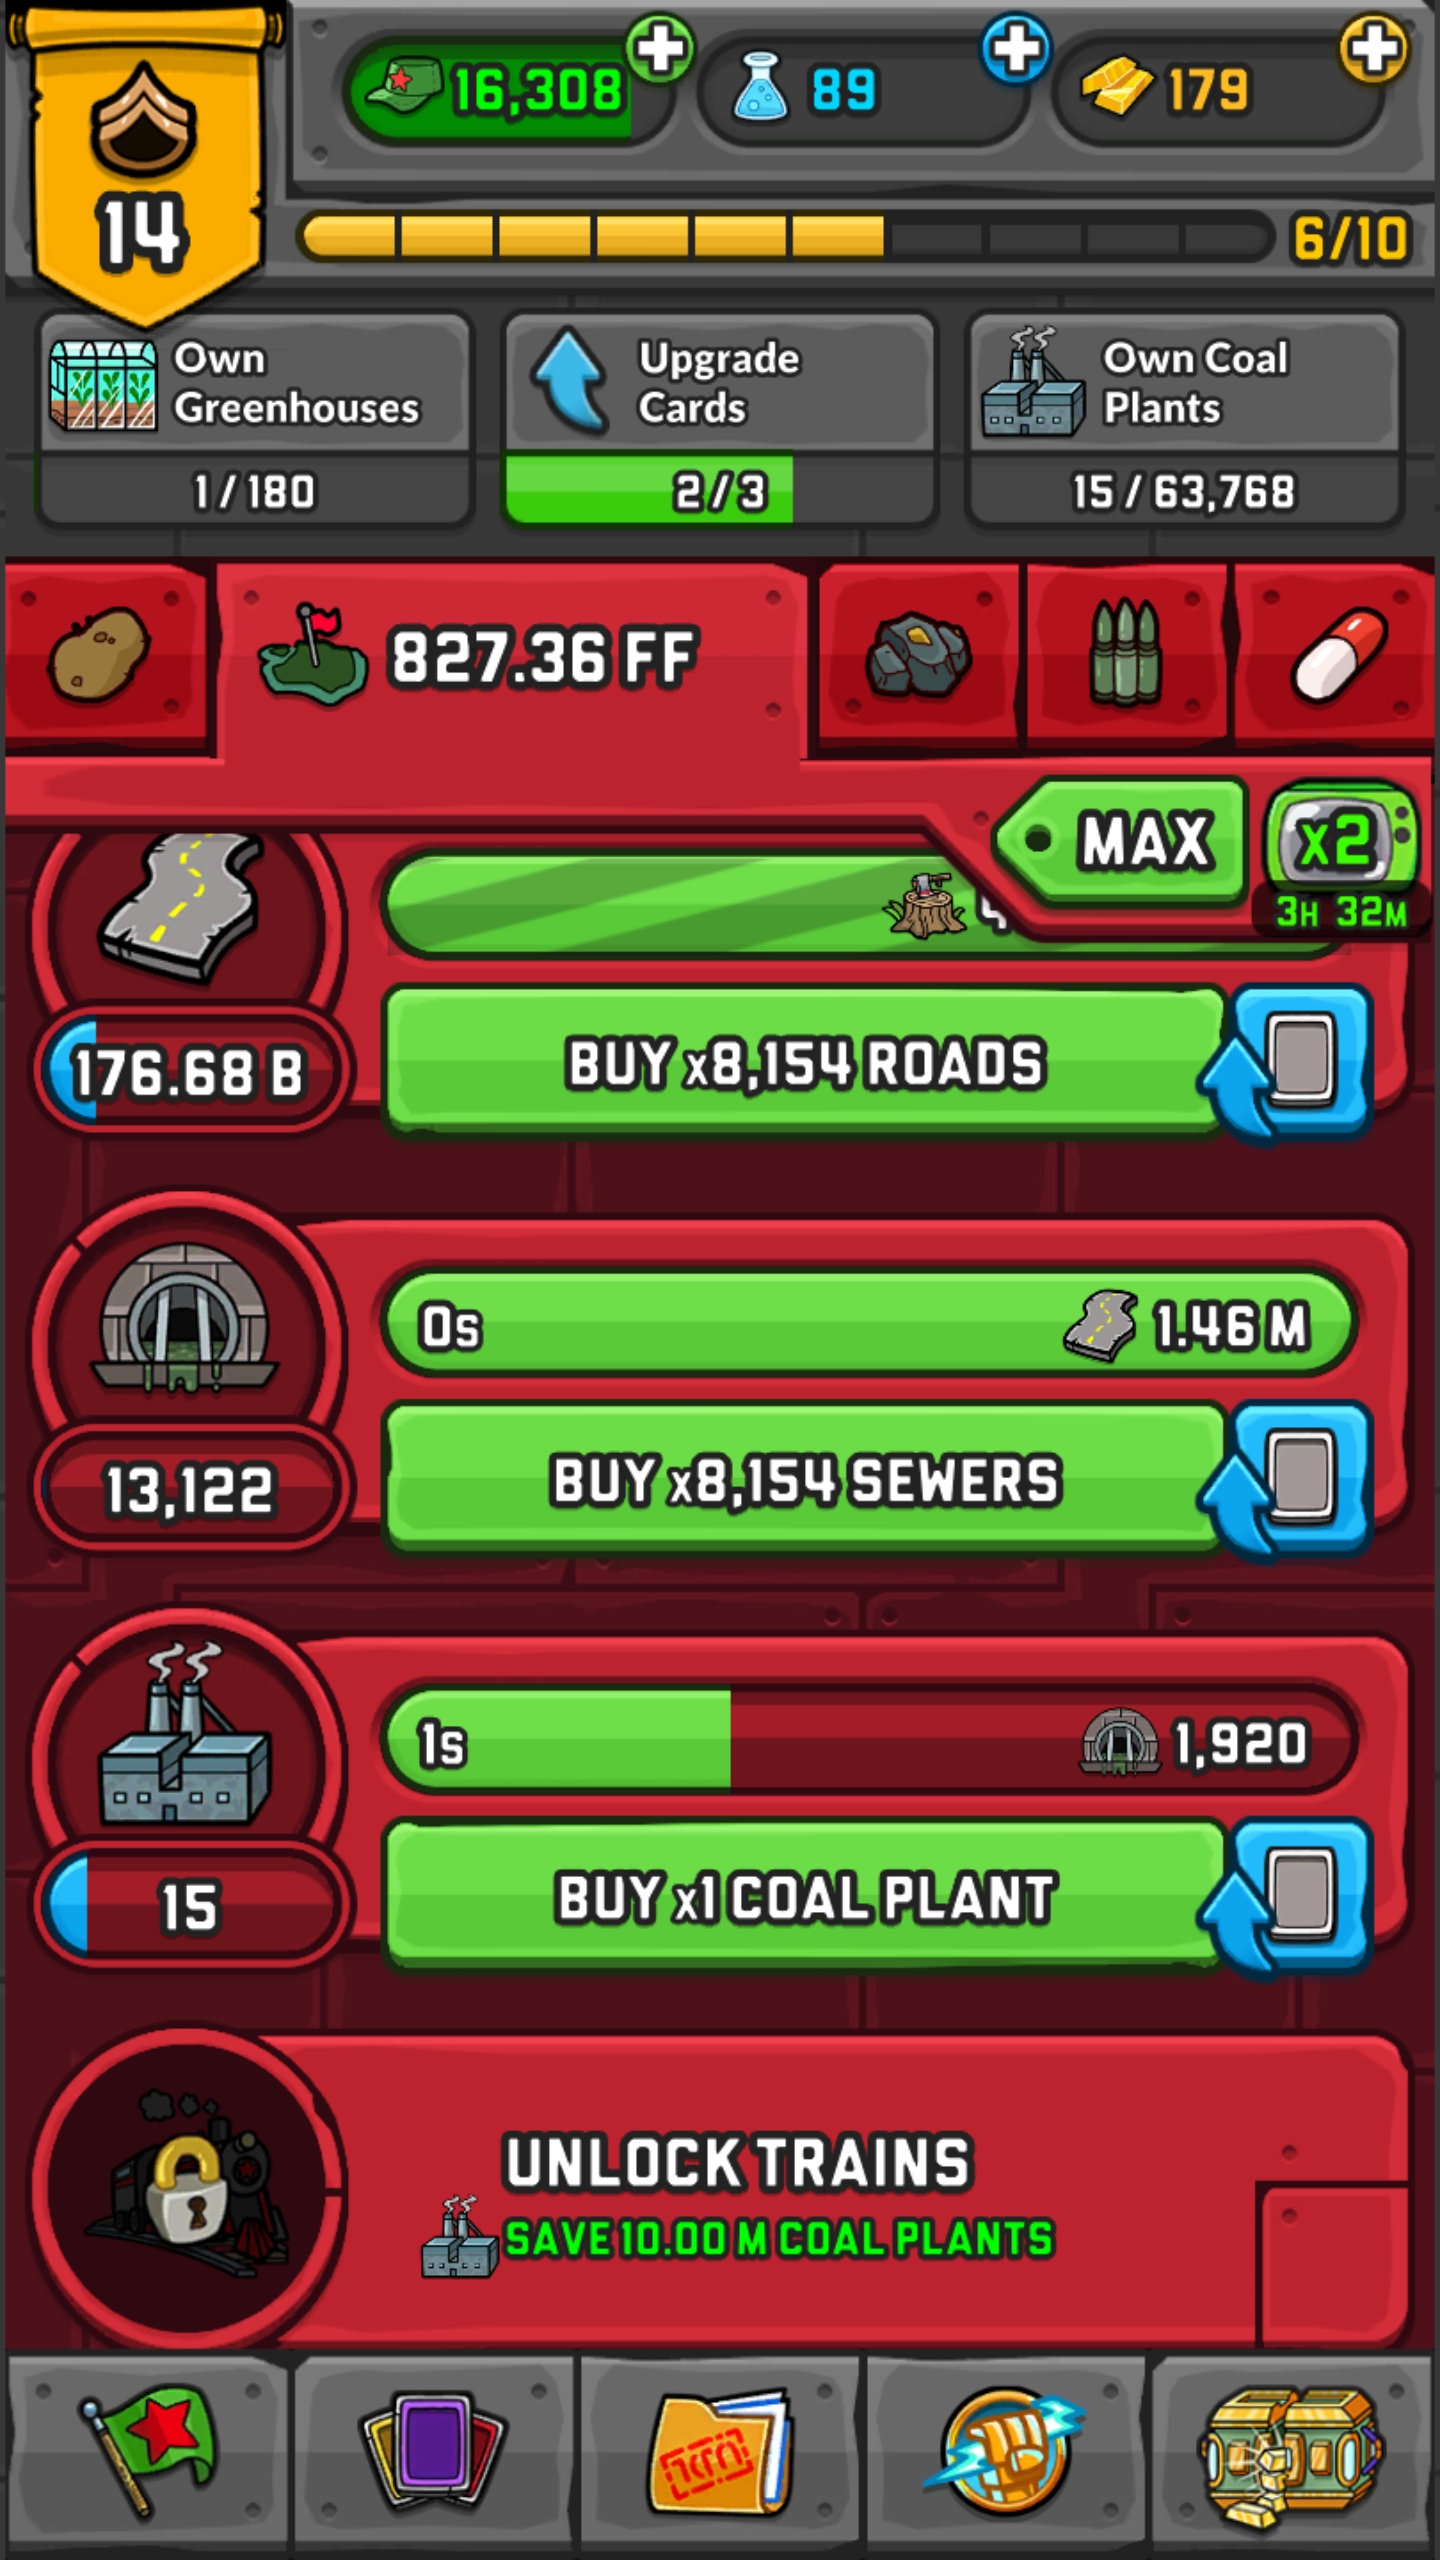 16,308
89
179
14
6/10
Own
Greenhouses
1/180
Upgrade
Cards
2/3
Own Coal
Plants
15/63,768
827.36 FF
MAX
x2
3H 32M
176.68 B
BUY x8,154 ROADS
0s
1.46 M
13,122
BUY x8,154 SEWERS
1s
1,920
15
BUY x1 COAL PLANT
UNLOCK TRAINS
SAVE 10.00 M COAL PLANTS